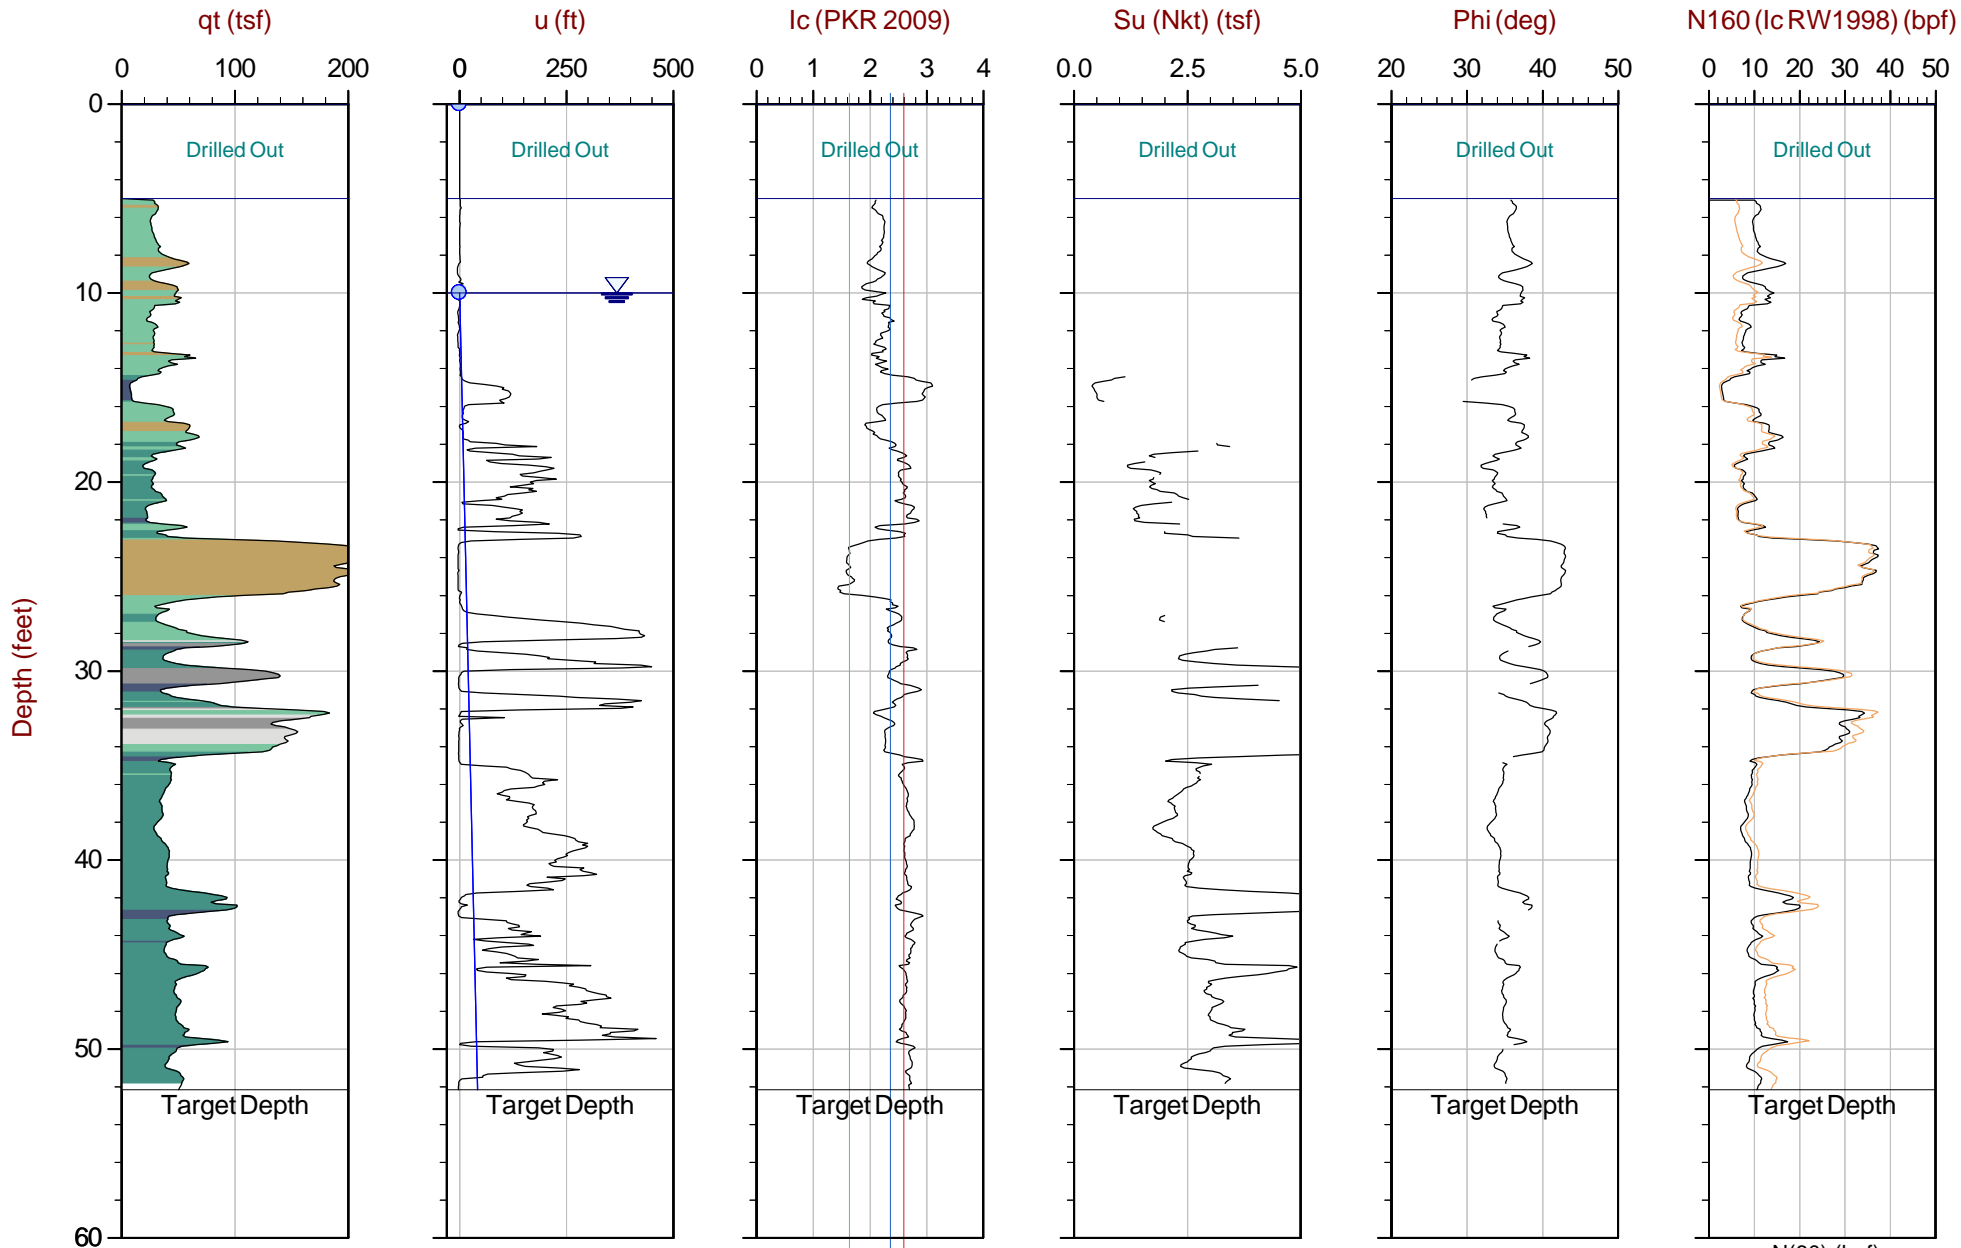 qt (tsf) u (ft) Ic (PKR 2009) Su (Nkt) (tsf) Phi (deg) N160 (Ic RW1998) (bpf)
0 100 200 0 250 500 0 1 2 3 4 0.0 2.5 5.0 20 30 40 50 0 10 20 30 40 50
0
Drilled Out Drilled Out Drilled Out Drilled Out Drilled Out Drilled Out
10
20
30
40
50
60
Depth (feet)
Target Depth Target Depth Target Depth Target Depth Target Depth Target Depth